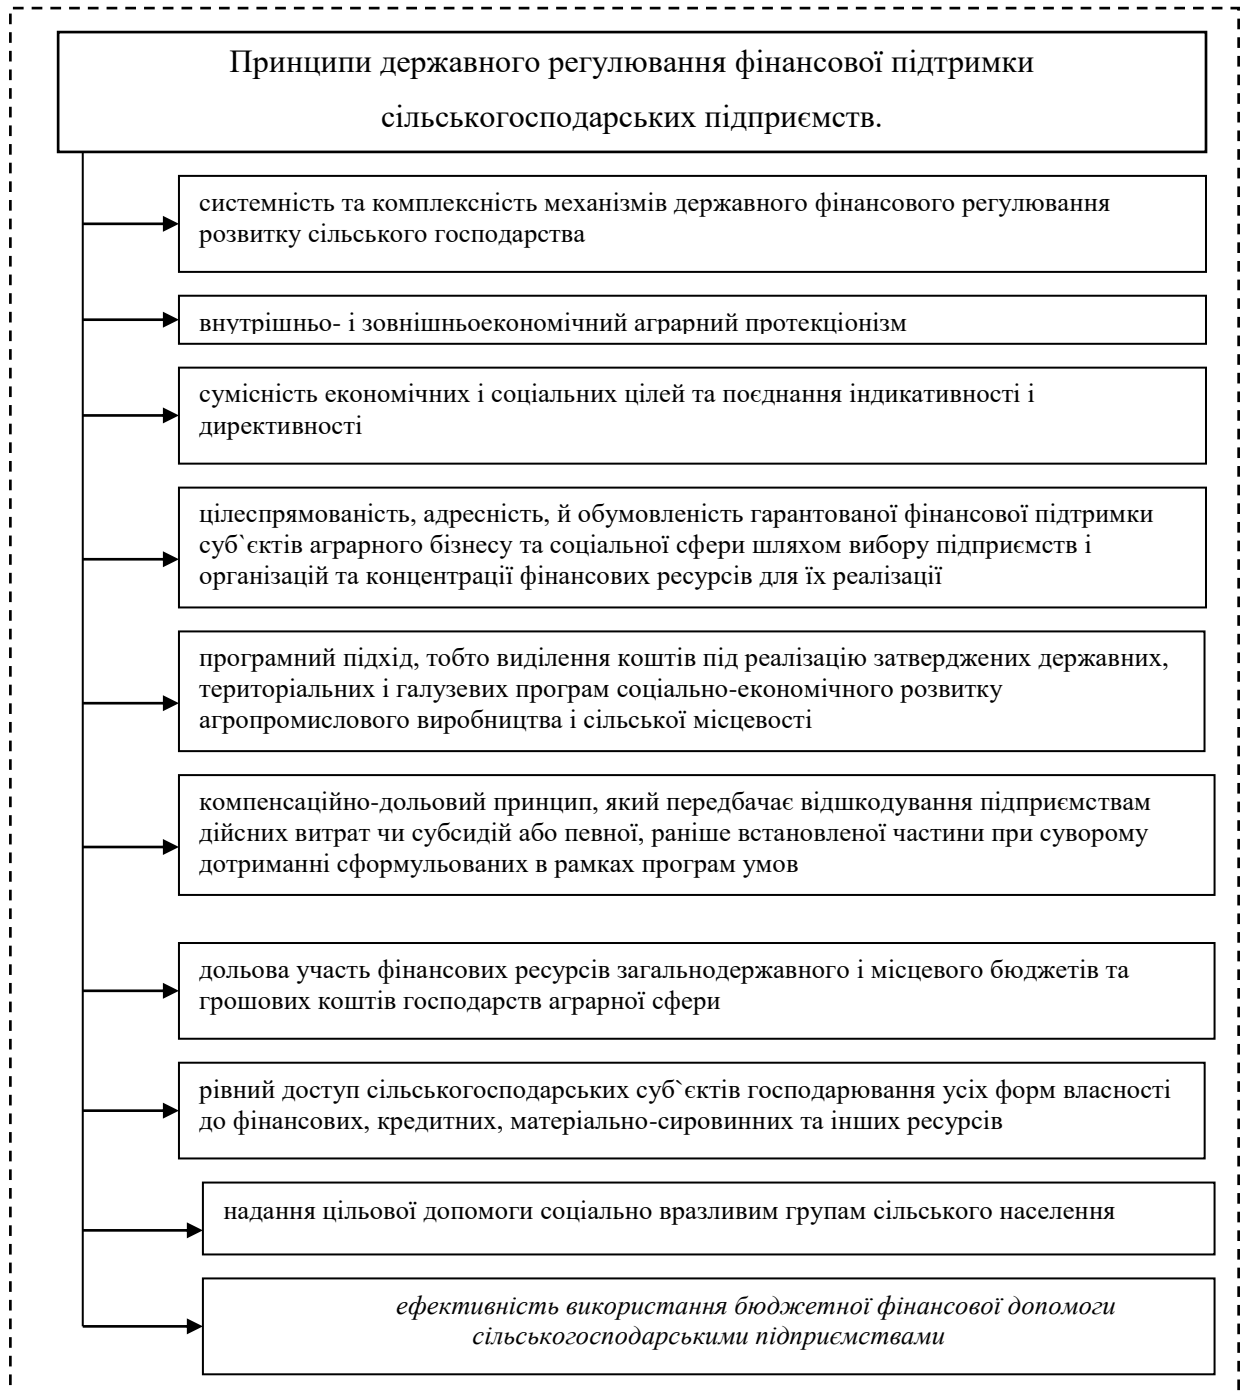 Принципи державного регулювання фінансової підтримки
сільськогосподарських підприємств.
системність та комплексність механізмів державного фінансового регулювання
розвитку сільського господарства
внутрішньо- і зовнішньоекономічний аграрний протекціонізм
сумісність економічних і соціальних цілей та поєднання індикативності і
директивності
цілеспрямованість, адресність, й обумовленість гарантованої фінансової підтримки
суб`єктів аграрного бізнесу та соціальної сфери шляхом вибору підприємств і
організацій та концентрації фінансових ресурсів для їх реалізації
програмний підхід, тобто виділення коштів під реалізацію затверджених державних,
територіальних і галузевих програм соціально-економічного розвитку
агропромислового виробництва і сільської місцевості
компенсаційно-дольовий принцип, який передбачає відшкодування підприємствам
дійсних витрат чи субсидій або певної, раніше встановленої частини при суворому
дотриманні сформульованих в рамках програм умов
дольова участь фінансових ресурсів загальнодержавного і місцевого бюджетів та
грошових коштів господарств аграрної сфери
рівний доступ сільськогосподарських суб`єктів господарювання усіх форм власності
до фінансових, кредитних, матеріально-сировинних та інших ресурсів
надання цільової допомоги соціально вразливим групам сільського населення
ефективність використання бюджетної фінансової допомоги
сільськогосподарськими підприємствами